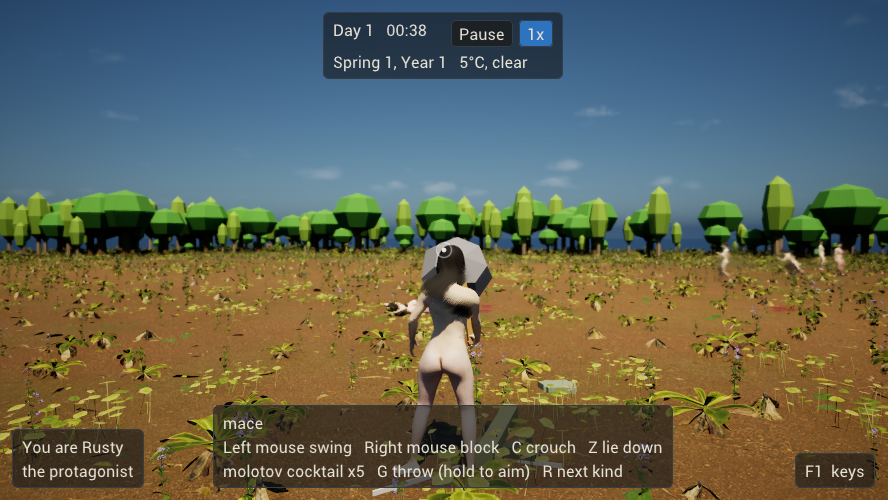 Day 1 00:38 Pause 1x
Spring 1, Year 1 5°C, clear
mace
Left mouse swing Right mouse block C crouch Z lie down
molotov cocktail x5 G throw (hold to aim) R next kind
You are Rusty
the protagonist
F1 keys